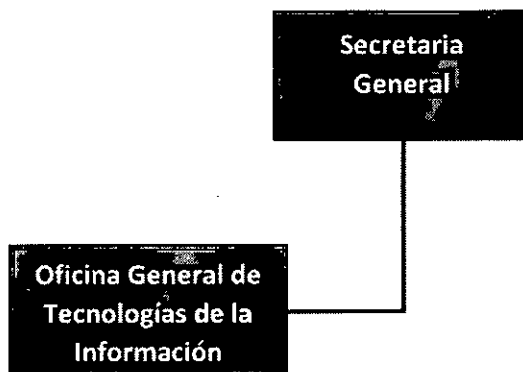 Secretaria
General
Oficina General de
Tecnologías de la
Información